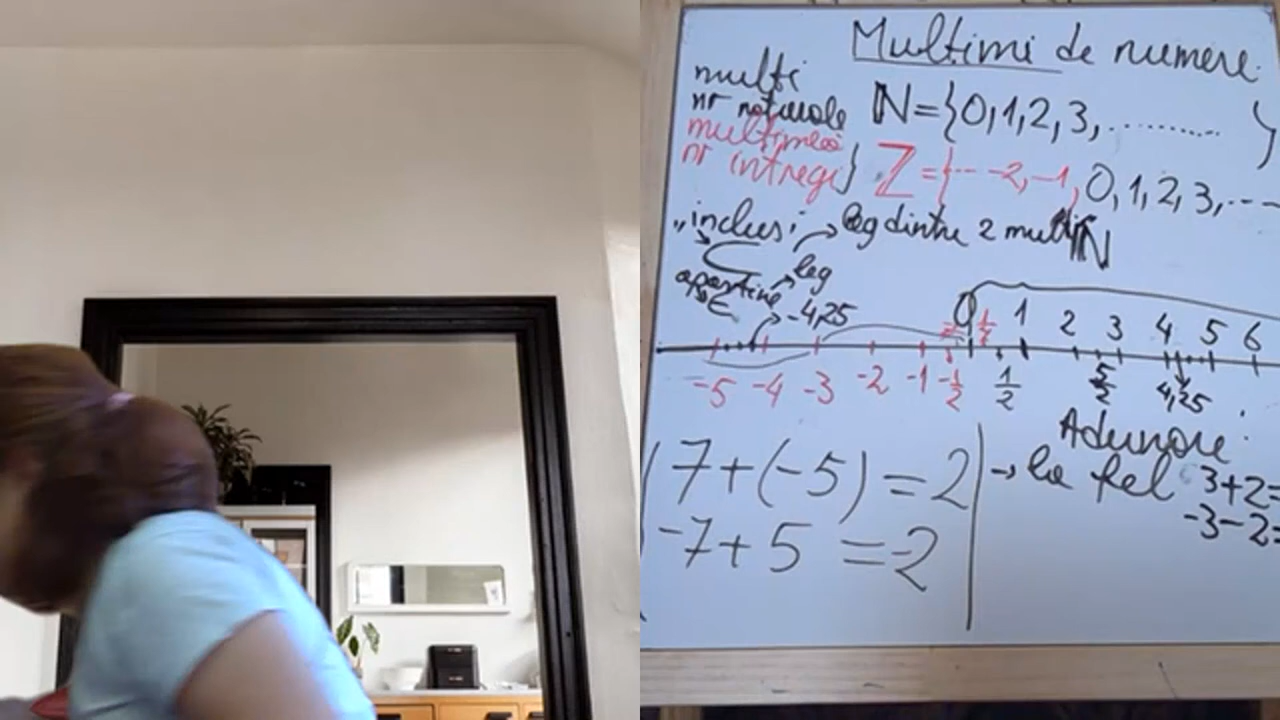 Multimi de numere.
multi
nr naturale N={0,1,2,3,.......... }
multimea
nr intregi} Z={--- -2,-1, 0,1,2,3,---
„inclus: leg dintre 2 multi N
⊂
apartine leg
∈ -4,25
0 1 2 3 4 5 6
-5 -4 -3 -2 -1 -1/2 1/2 5/2 4,25
Adunare:
7+(-5)=2 → la fel 3+2=
-7+5 =-2 -3-2=